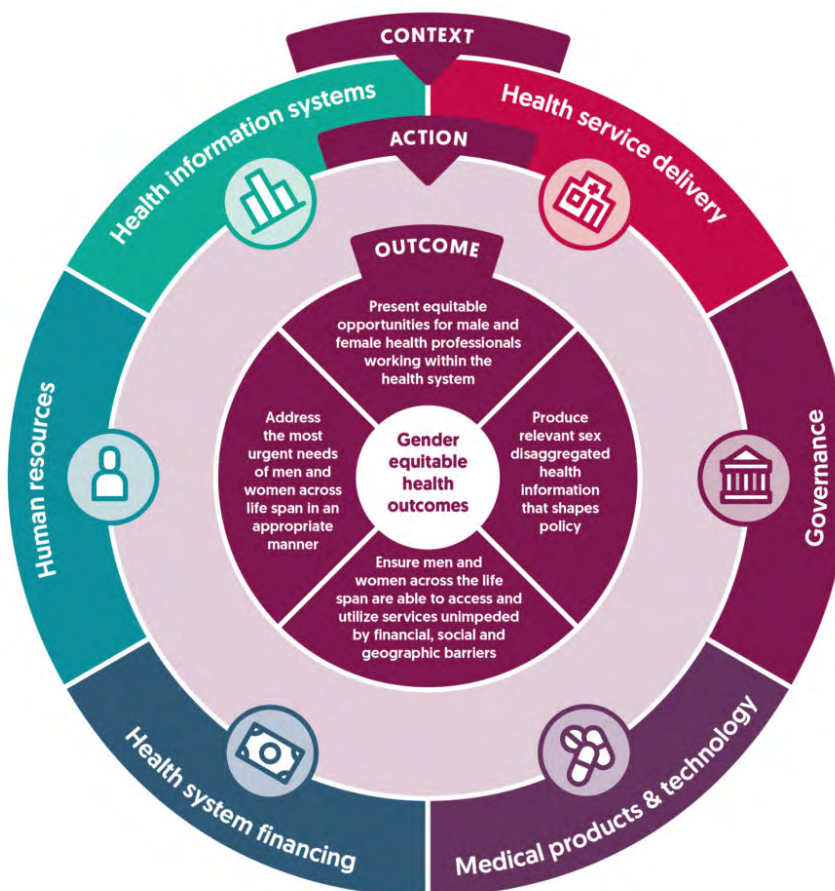 CONTEXT
Health information systems
Health service delivery
ACTION
OUTCOME
Present equitable
opportunities for male and
female health professionals
working within the
health system
Address
the most
urgent needs
of men and
women across
life span in an
appropriate
manner
Gender
equitable
health
outcomes
Produce
relevant sex
disaggregated
health
information
that shapes
policy
Ensure men and
women across the life
span are able to access and
utilize services unimpeded
by financial, social and
geographic barriers
Human resources
Governance
Health system financing
Medical products & technology